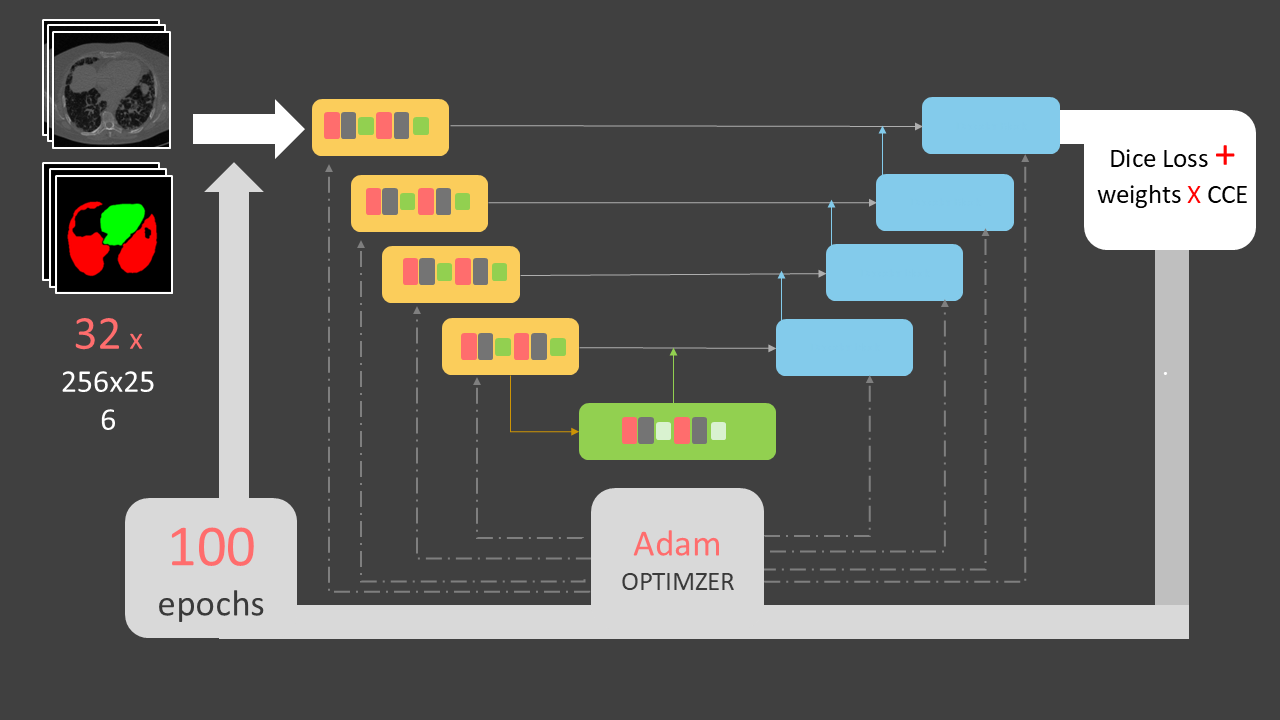 32 x
256x25
6
Dice Loss +
weights X CCE
100
epochs
Adam
OPTIMZER